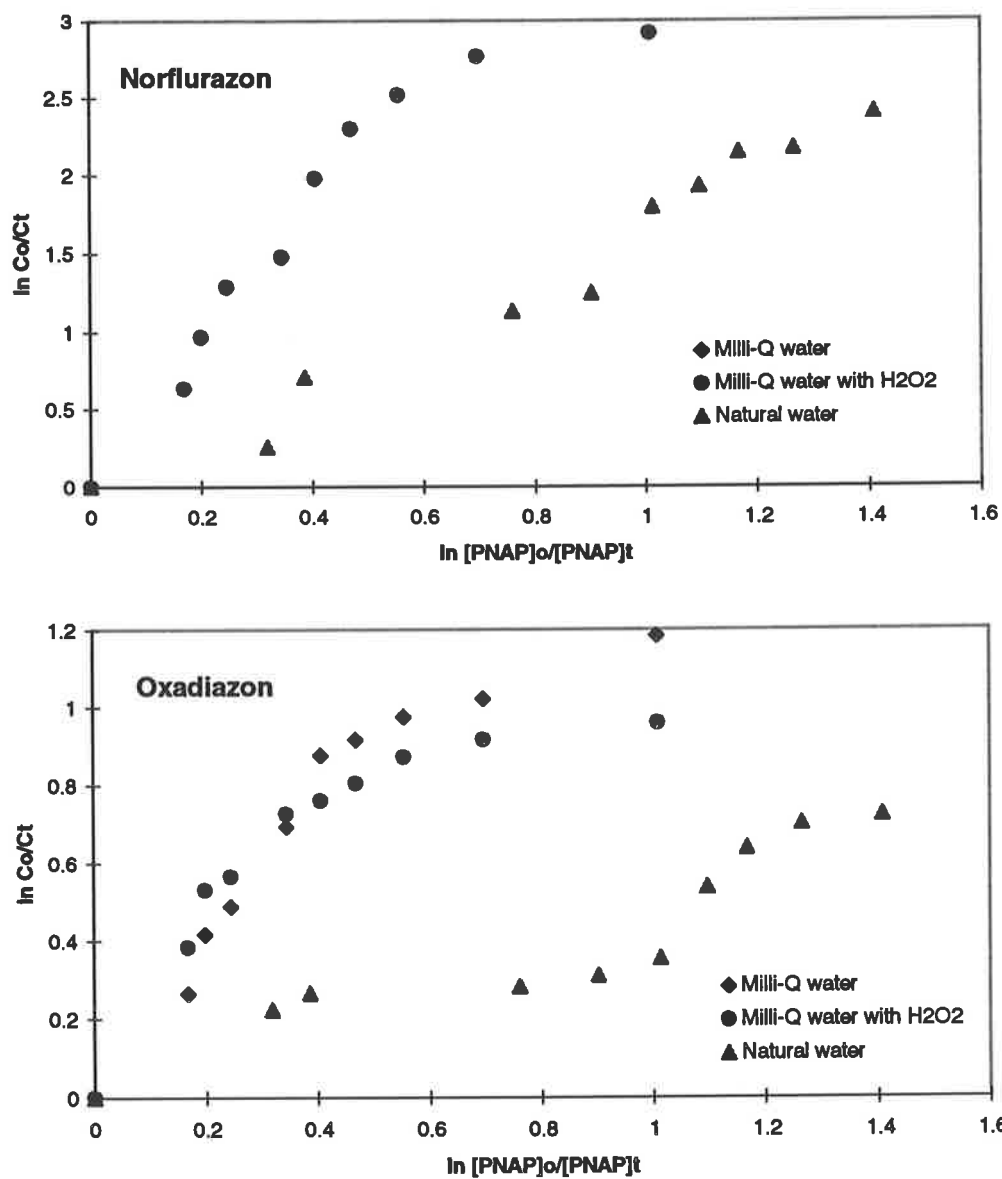 3
Norflurazon
2.5
2
1.5
1
0.5
0
ln Co/Ct
◆ Milli-Q water
● Milli-Q water with H2O2
▲ Natural water
0 0.2 0.4 0.6 0.8 1 1.2 1.4 1.6
ln [PNAP]o/[PNAP]t
1.2
Oxadiazon
1
0.8
0.6
0.4
0.2
0
ln Co/Ct
◆ Milli-Q water
● Milli-Q water with H2O2
▲ Natural water
0 0.2 0.4 0.6 0.8 1 1.2 1.4 1.6
ln [PNAP]o/[PNAP]t